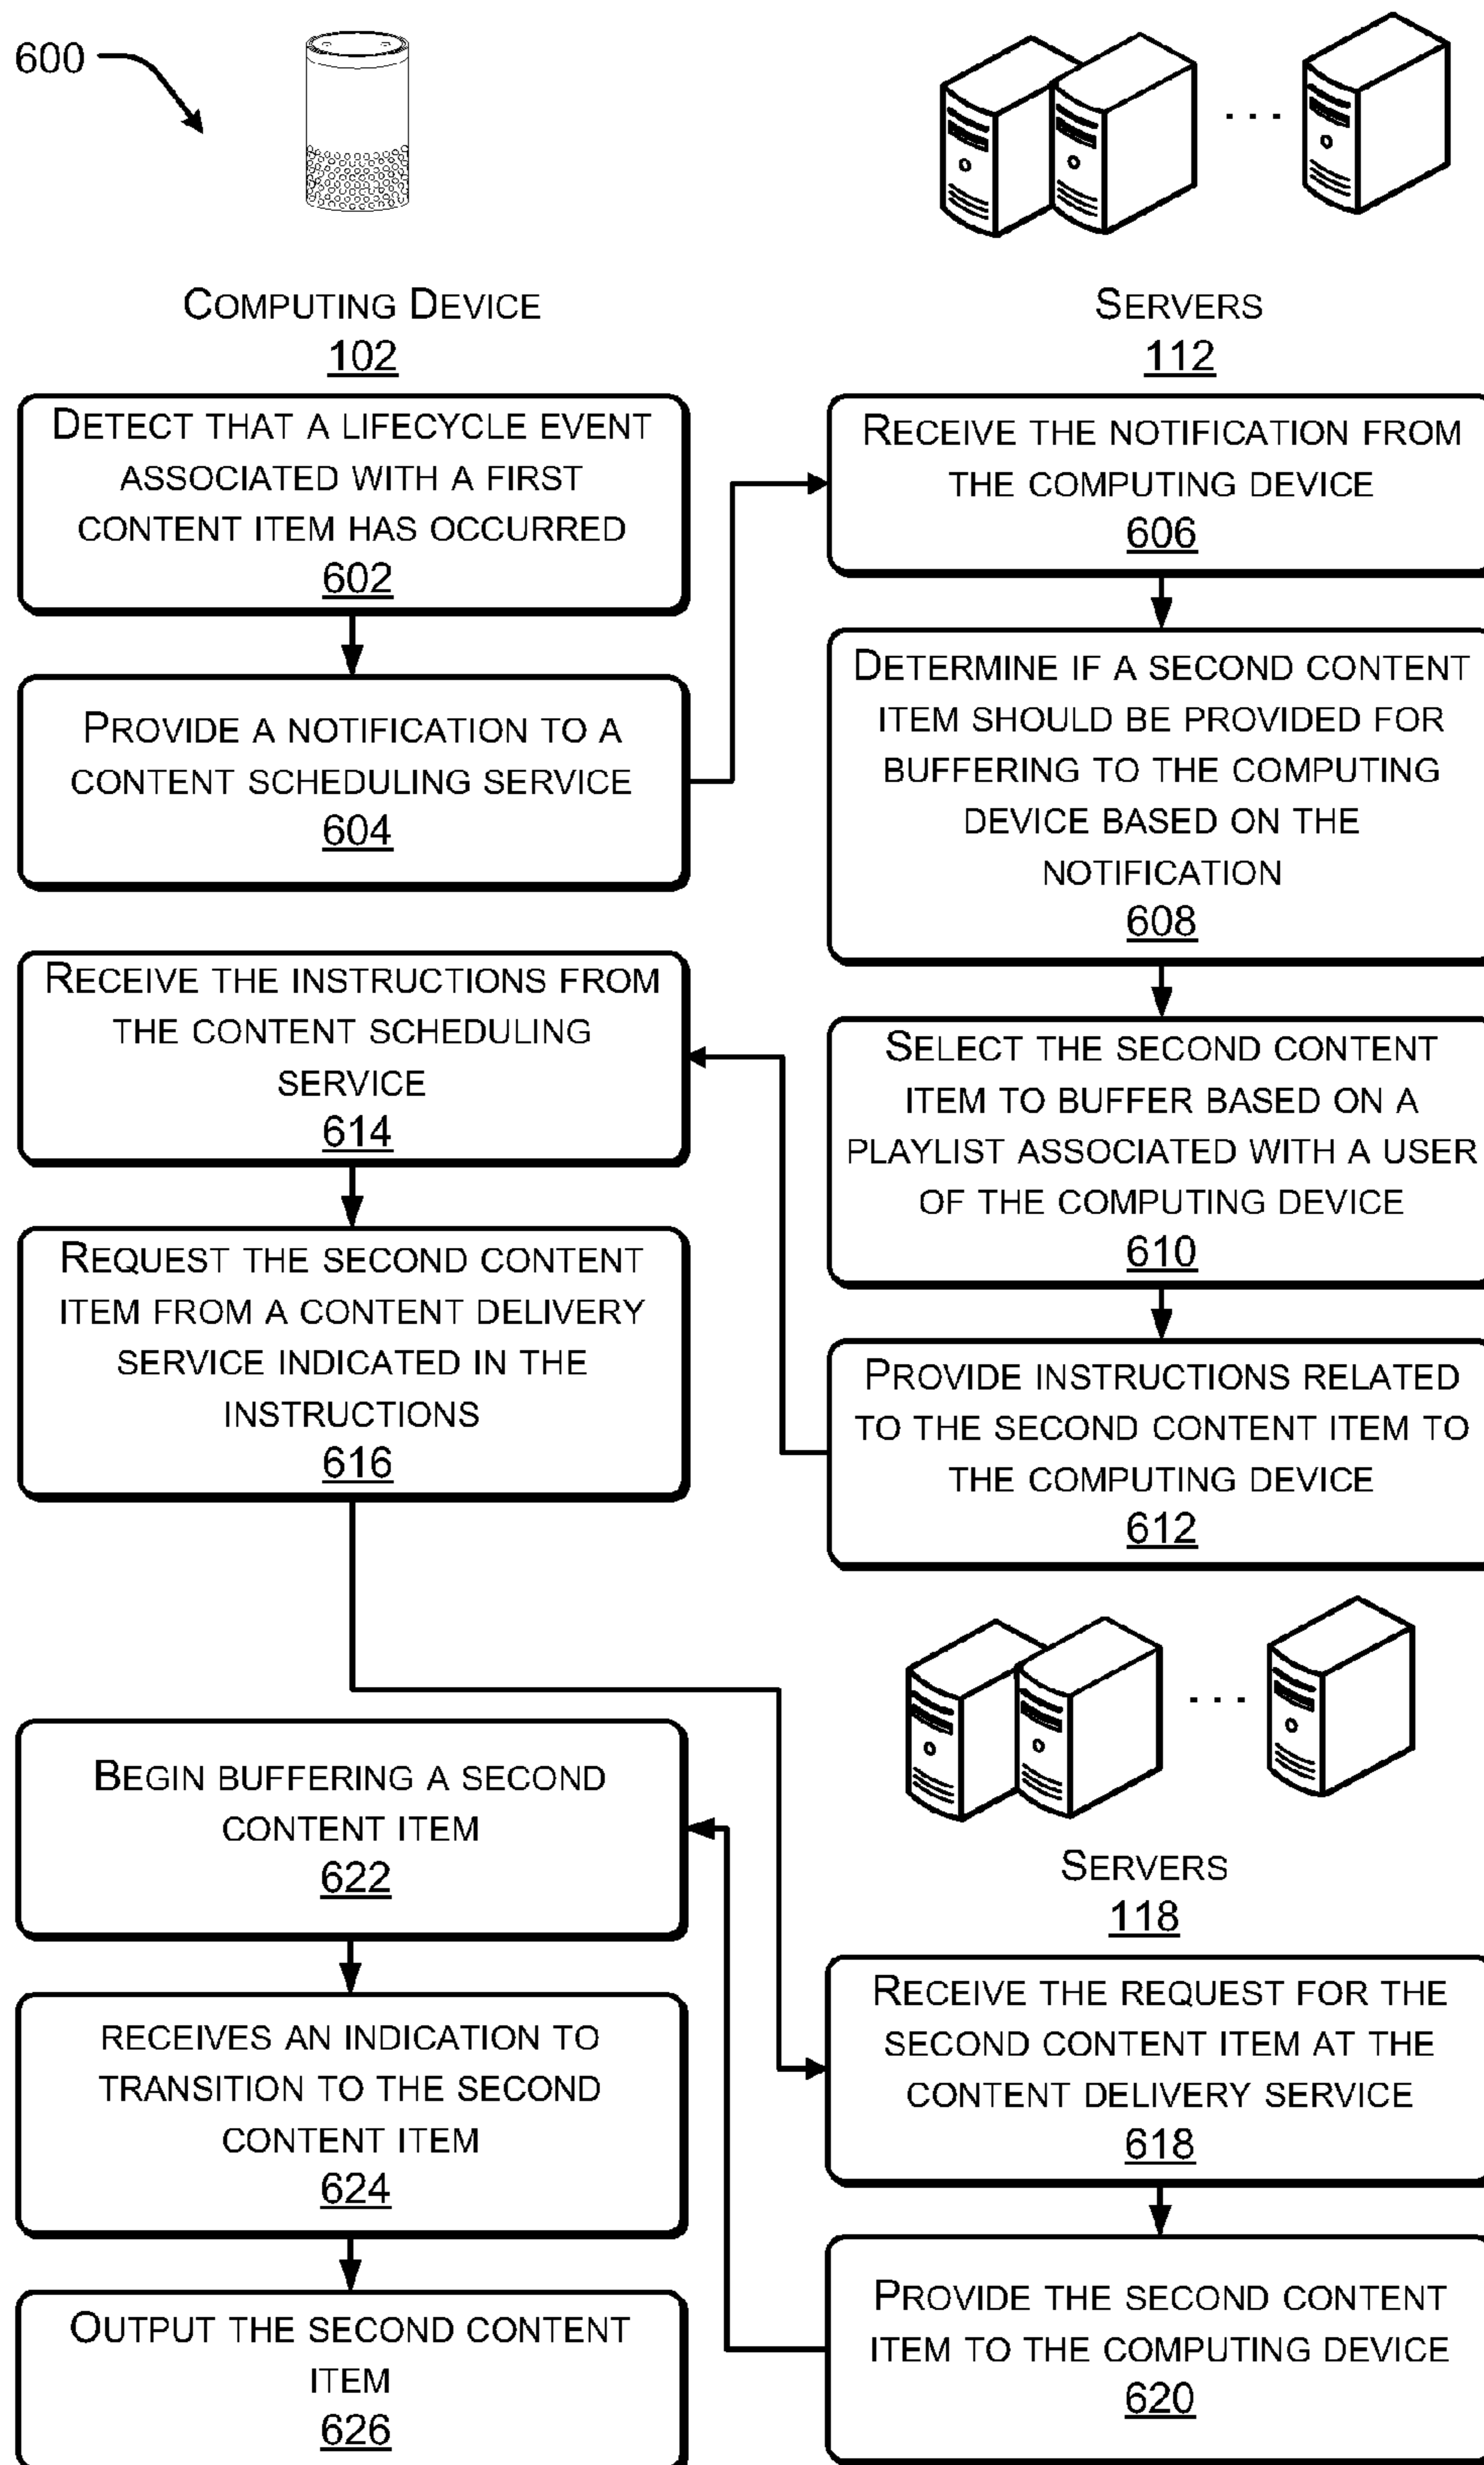 600
COMPUTING DEVICE
102
SERVERS
112
DETECT THAT A LIFECYCLE EVENT
ASSOCIATED WITH A FIRST
CONTENT ITEM HAS OCCURRED
602
PROVIDE A NOTIFICATION TO A
CONTENT SCHEDULING SERVICE
604
RECEIVE THE NOTIFICATION FROM
THE COMPUTING DEVICE
606
DETERMINE IF A SECOND CONTENT
ITEM SHOULD BE PROVIDED FOR
BUFFERING TO THE COMPUTING
DEVICE BASED ON THE
NOTIFICATION
608
SELECT THE SECOND CONTENT
ITEM TO BUFFER BASED ON A
PLAYLIST ASSOCIATED WITH A USER
OF THE COMPUTING DEVICE
610
PROVIDE INSTRUCTIONS RELATED
TO THE SECOND CONTENT ITEM TO
THE COMPUTING DEVICE
612
RECEIVE THE INSTRUCTIONS FROM
THE CONTENT SCHEDULING
SERVICE
614
REQUEST THE SECOND CONTENT
ITEM FROM A CONTENT DELIVERY
SERVICE INDICATED IN THE
INSTRUCTIONS
616
SERVERS
118
RECEIVE THE REQUEST FOR THE
SECOND CONTENT ITEM AT THE
CONTENT DELIVERY SERVICE
618
PROVIDE THE SECOND CONTENT
ITEM TO THE COMPUTING DEVICE
620
BEGIN BUFFERING A SECOND
CONTENT ITEM
622
RECEIVES AN INDICATION TO
TRANSITION TO THE SECOND
CONTENT ITEM
624
OUTPUT THE SECOND CONTENT
ITEM
626